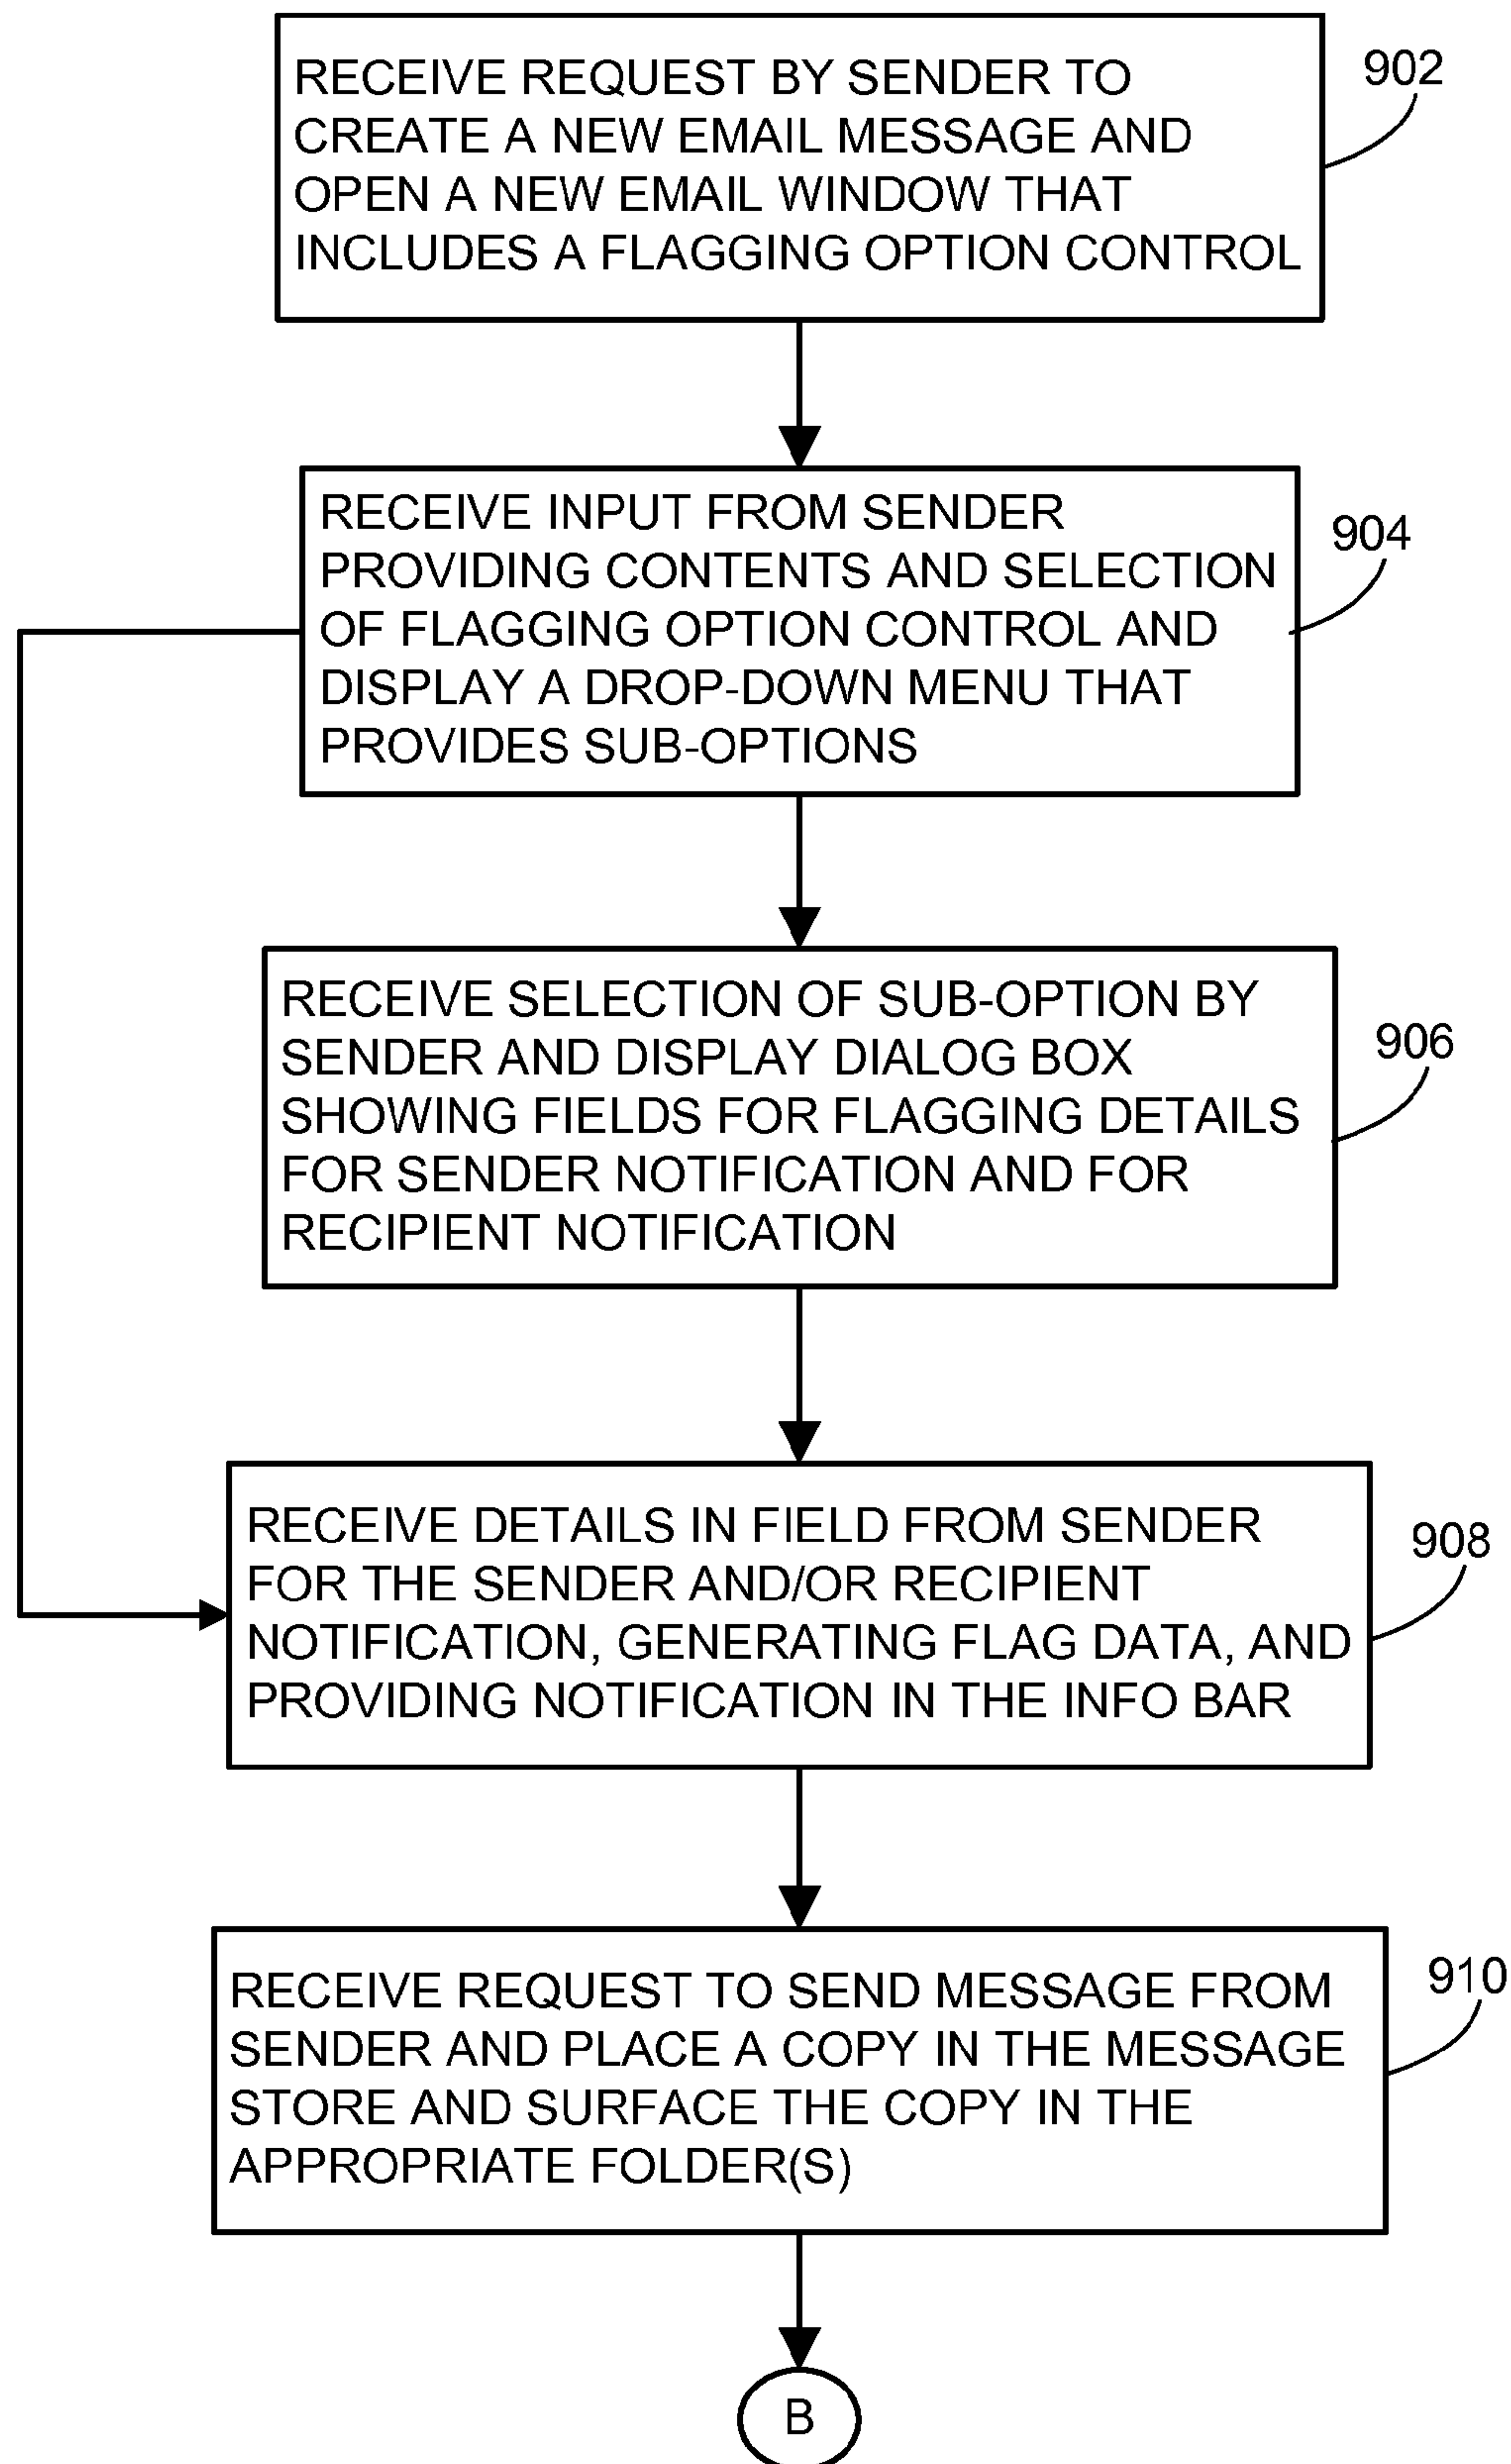 RECEIVE REQUEST BY SENDER TO
CREATE A NEW EMAIL MESSAGE AND
OPEN A NEW EMAIL WINDOW THAT
INCLUDES A FLAGGING OPTION CONTROL
902
RECEIVE INPUT FROM SENDER
PROVIDING CONTENTS AND SELECTION
OF FLAGGING OPTION CONTROL AND
DISPLAY A DROP-DOWN MENU THAT
PROVIDES SUB-OPTIONS
904
RECEIVE SELECTION OF SUB-OPTION BY
SENDER AND DISPLAY DIALOG BOX
SHOWING FIELDS FOR FLAGGING DETAILS
FOR SENDER NOTIFICATION AND FOR
RECIPIENT NOTIFICATION
906
RECEIVE DETAILS IN FIELD FROM SENDER
FOR THE SENDER AND/OR RECIPIENT
NOTIFICATION, GENERATING FLAG DATA, AND
PROVIDING NOTIFICATION IN THE INFO BAR
908
RECEIVE REQUEST TO SEND MESSAGE FROM
SENDER AND PLACE A COPY IN THE MESSAGE
STORE AND SURFACE THE COPY IN THE
APPROPRIATE FOLDER(S)
910
B